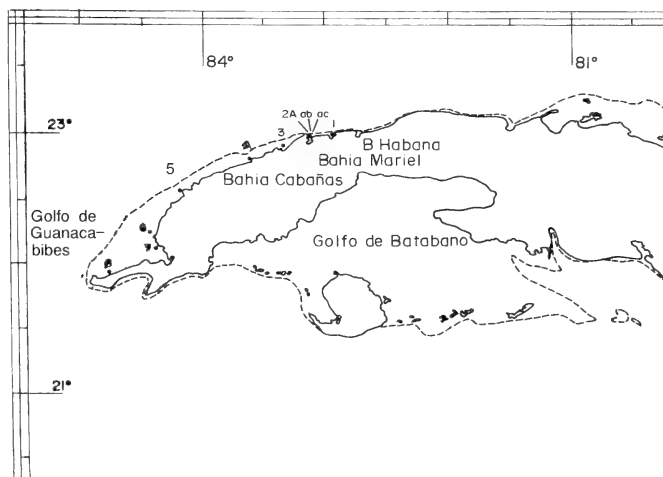 84° 81°
2A ab ac
23° 3 1
B Habana
Bahia Mariel
5 Bahia Cabañas
Golfo de
Guanaca-
bibes
Golfo de Batabano
21°